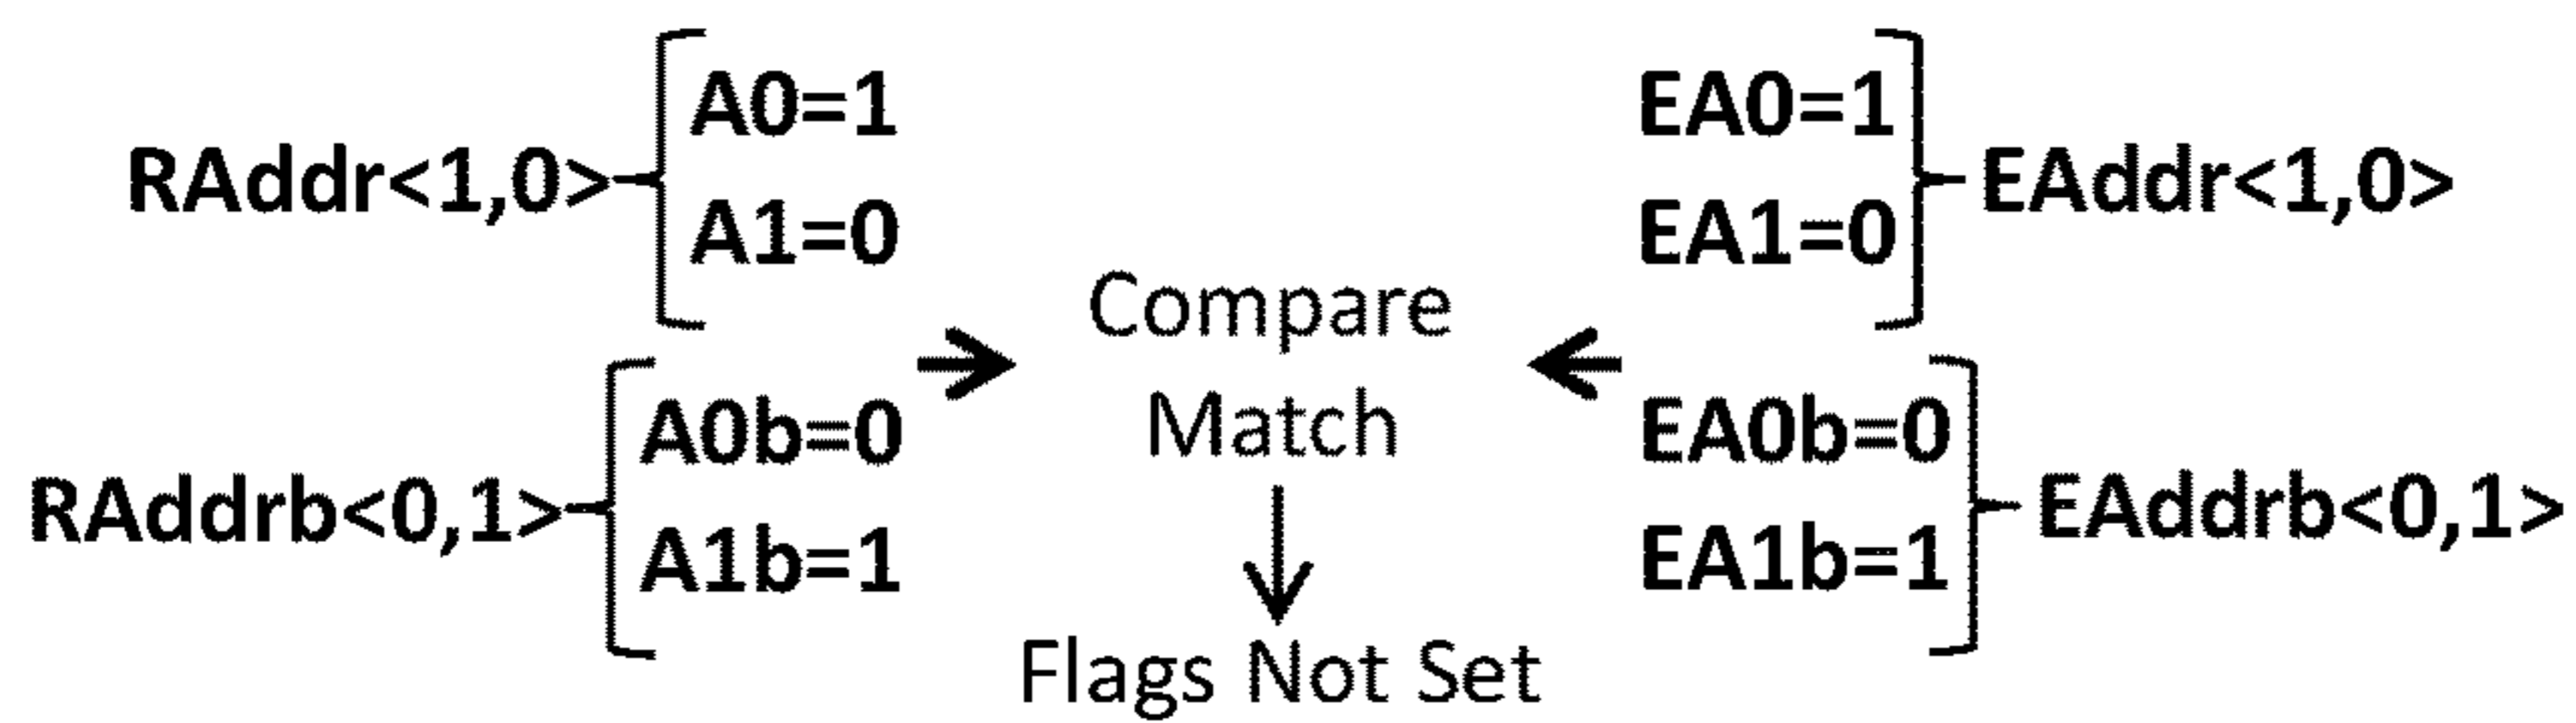 RAddr<1,0>
A0=1
A1=0
RAddrb<0,1>
A0b=0
A1b=1
Compare
Match
Flags Not Set
EA0=1
EA1=0
EAddr<1,0>
EA0b=0
EA1b=1
EAddrb<0,1>